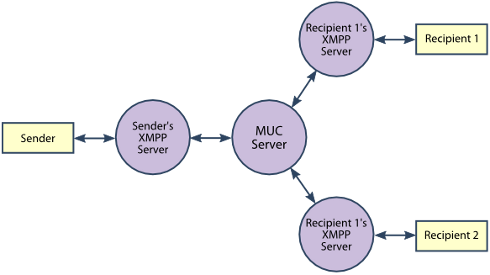 Recipient 1's
XMPP
Server
Recipient 1
Sender
Sender's
XMPP
Server
MUC
Server
Recipient 1's
XMPP
Server
Recipient 2